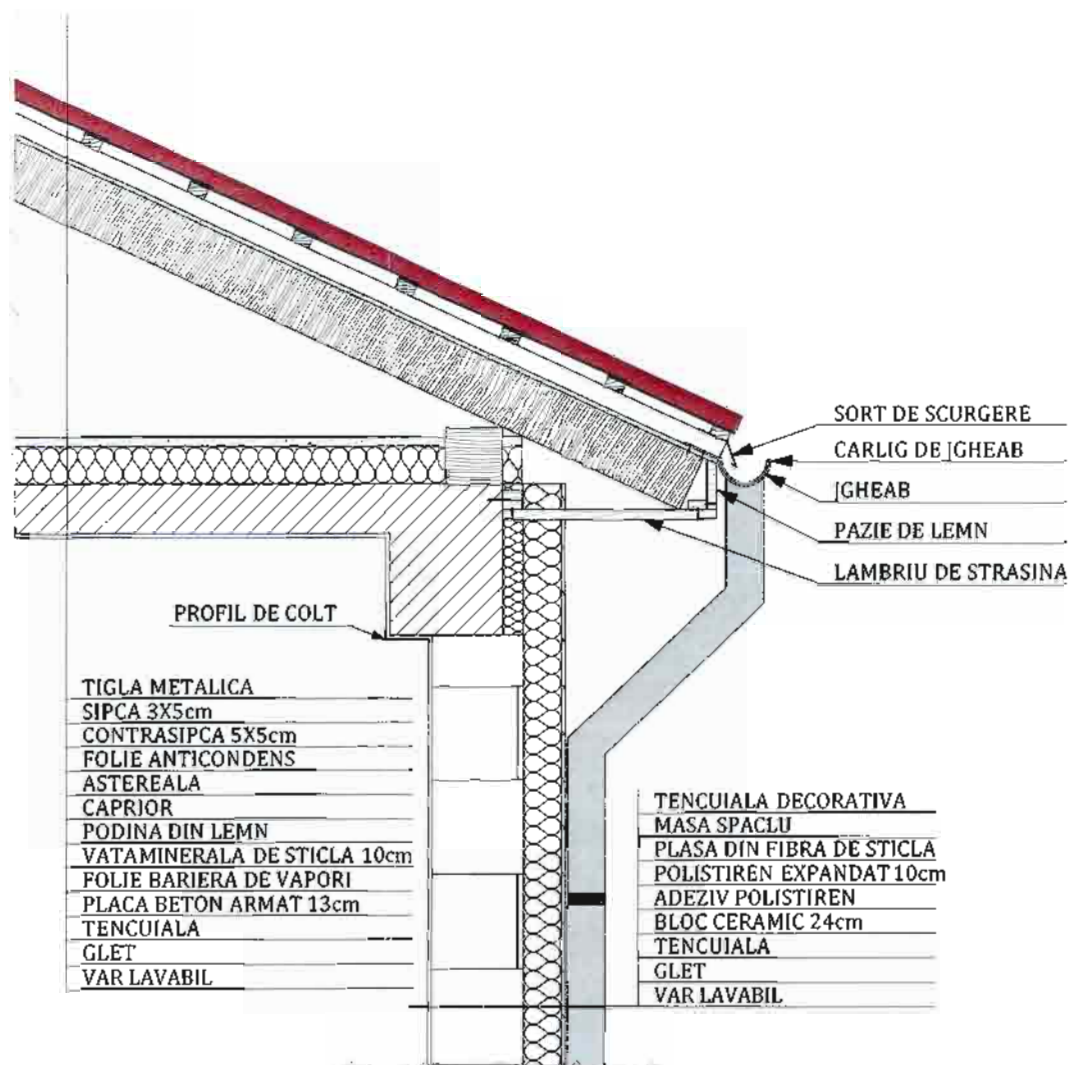 SORT DE SCURGERE
CARLIG DE JGHEAB
JGHEAB
PAZIE DE LEMN
LAMBRIU DE STRASINA
PROFIL DE COLT
TIGLA METALICA
SIPCA 3X5cm
CONTRASIPCA 5X5cm
FOLIE ANTICONDENS
ASTEREALA
CAPRIOR
PODINA DIN LEMN
VATAMINERALA DE STICLA 10cm
FOLIE BARIERA DE VAPORI
PLACA BETON ARMAT 13cm
TENCUIALA
GLET
VAR LAVABIL
TENCUIALA DECORATIVA
MASA SPACLU
PLASA DIN FIBRA DE STICLA
POLISTIREN EXPANDAT 10cm
ADEZIV POLISTIREN
BLOC CERAMIC 24cm
TENCUIALA
GLET
VAR LAVABIL